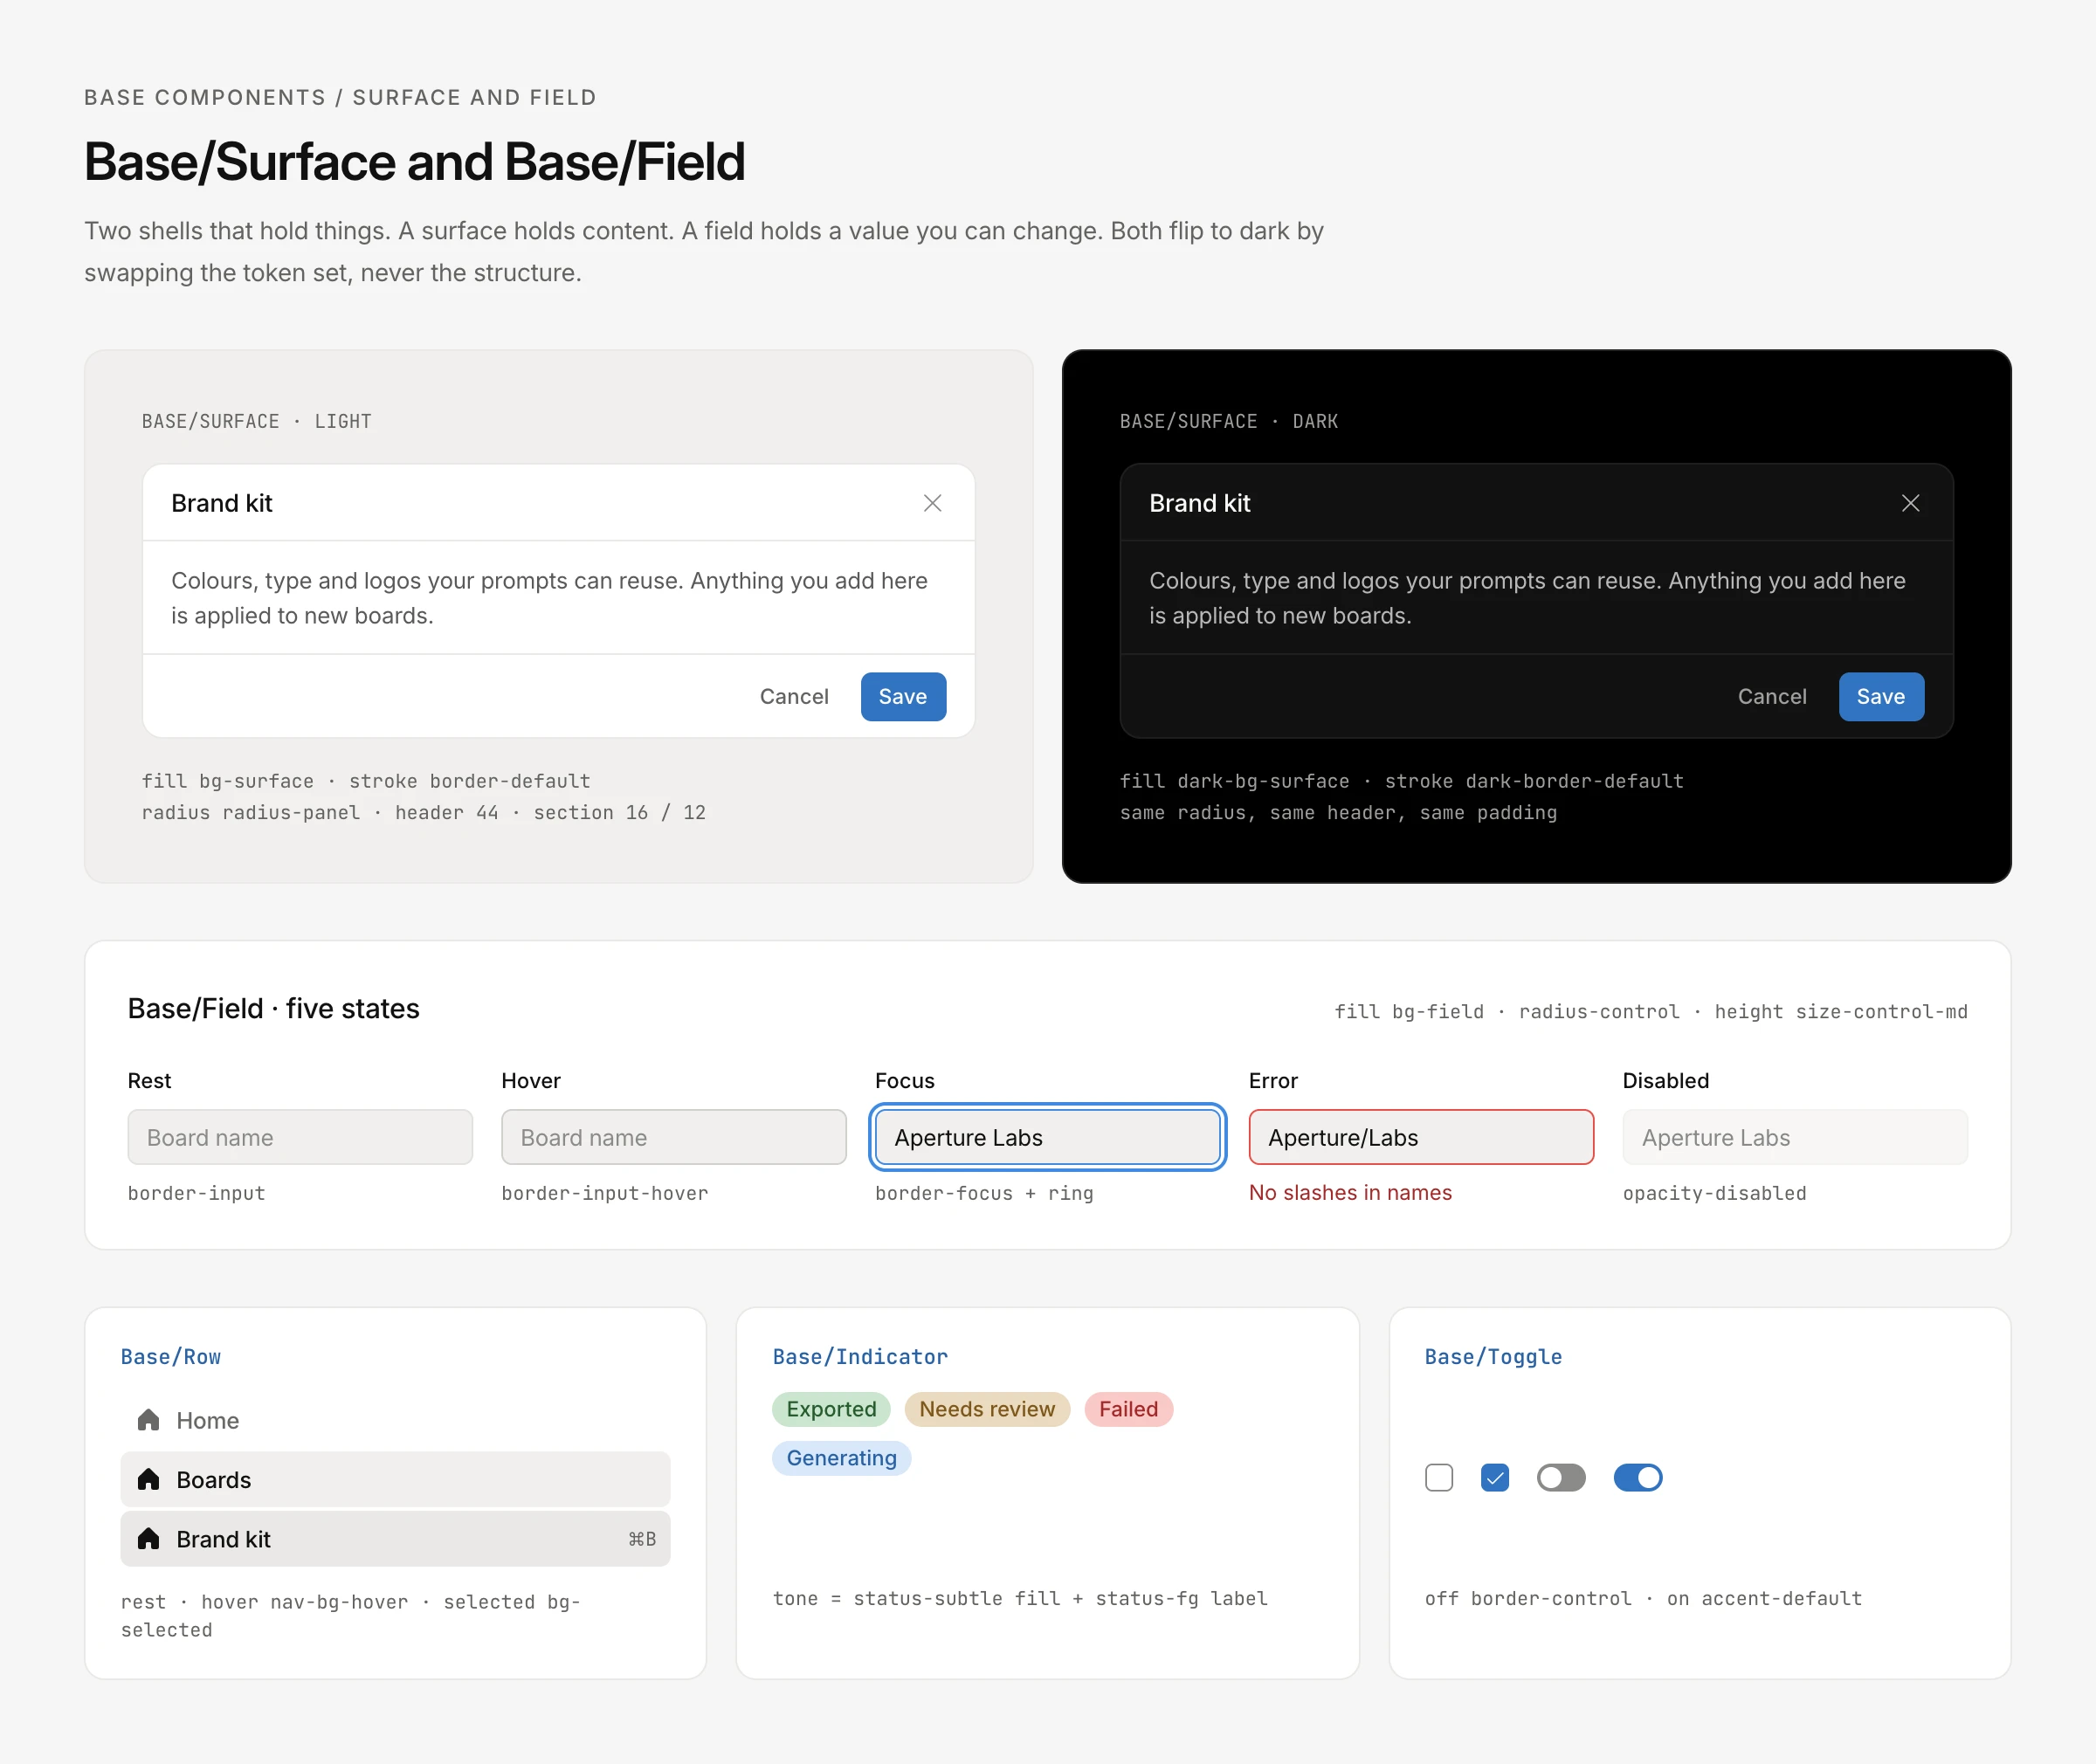 BASE COMPONENTS / SURFACE AND FIELD
Base/Surface and Base/Field
Two shells that hold things. A surface holds content. A field holds a value you can change. Both flip to dark by
swapping the token set, never the structure.
BASE/SURFACE · LIGHT
Brand kit
Colours, type and logos your prompts can reuse. Anything you add here
is applied to new boards.
Cancel
Save
fill bg-surface · stroke border-default
radius radius-panel · header 44 · section 16 / 12
BASE/SURFACE · DARK
Brand kit
Colours, type and logos your prompts can reuse. Anything you add here
is applied to new boards.
Cancel
Save
fill dark-bg-surface · stroke dark-border-default
same radius, same header, same padding
Base/Field · five states
fill bg-field · radius-control · height size-control-md
Rest
Board name
border-input
Hover
Board name
border-input-hover
Focus
Aperture Labs
border-focus + ring
Error
Aperture/Labs
No slashes in names
Disabled
Aperture Labs
opacity-disabled
Base/Row
Home
Boards
Brand kit ⌘B
rest · hover nav-bg-hover · selected bg-
selected
Base/Indicator
Exported
Needs review
Failed
Generating
tone = status-subtle fill + status-fg label
Base/Toggle
off border-control · on accent-default